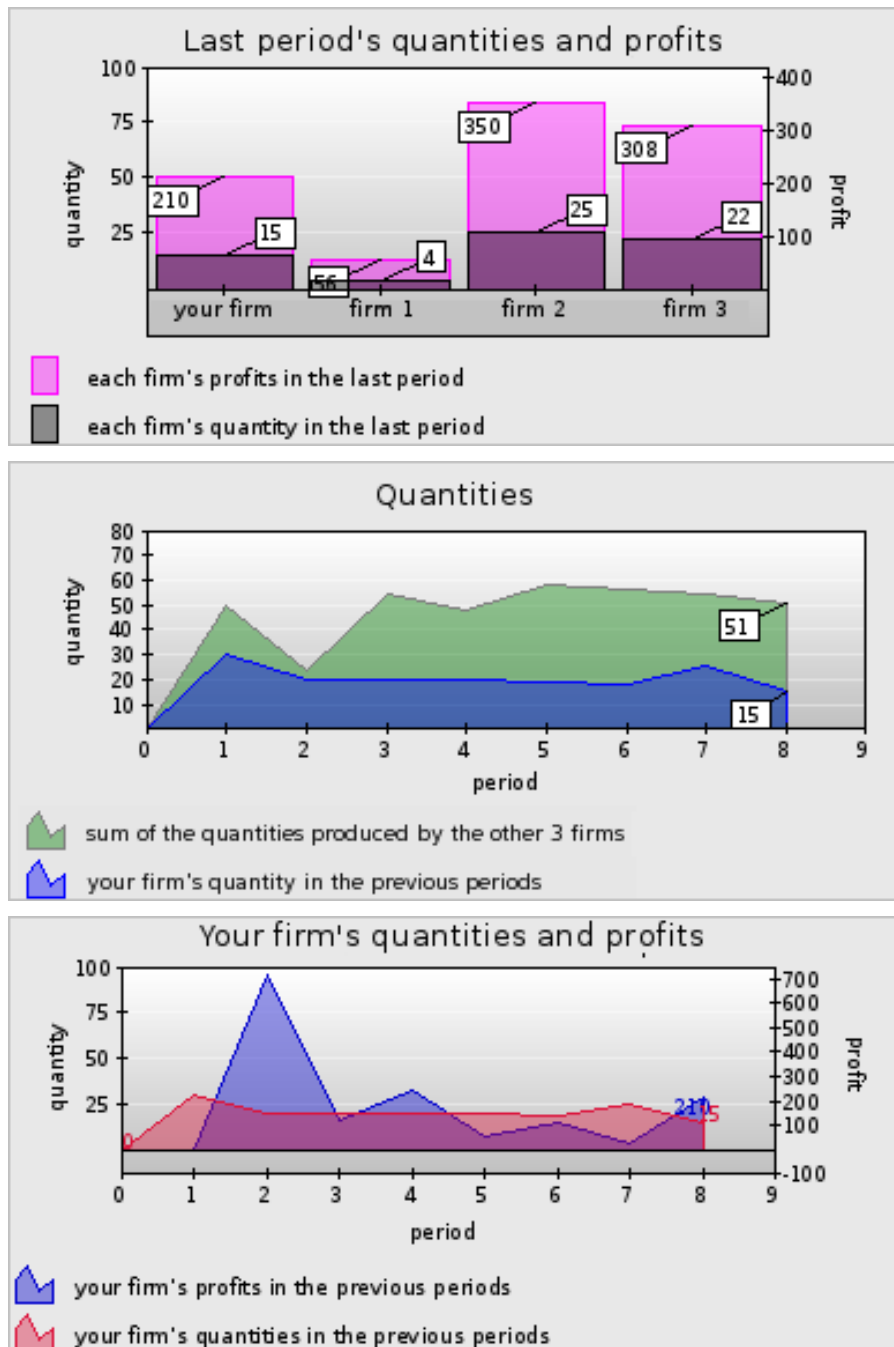 Last period's quantities and profits
100
75
50
25
quantity
400
300
200
100
profit
210
15
56
4
350
25
308
22
your firm firm 1 firm 2 firm 3
each firm's profits in the last period
each firm's quantity in the last period
Quantities
80
70
60
50
40
30
20
10
quantity
51
15
0 1 2 3 4 5 6 7 8 9
period
sum of the quantities produced by the other 3 firms
your firm's quantity in the previous periods
Your firm's quantities and profits
100
75
50
25
quantity
700
600
500
400
300
200
100
-100
profit
0
210
15
0 1 2 3 4 5 6 7 8 9
period
your firm's profits in the previous periods
your firm's quantities in the previous periods